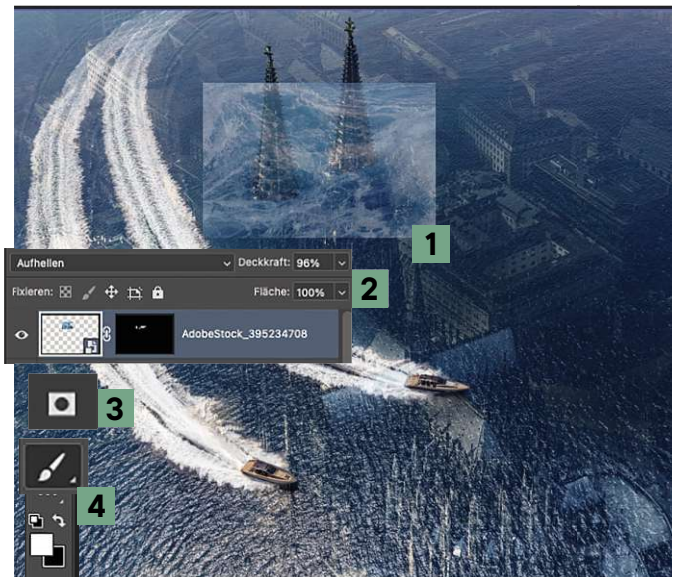 1
Aufhellen Deckkraft: 96%
Fixieren: Fläche: 100%
2
AdobeStock_395234708
3
4